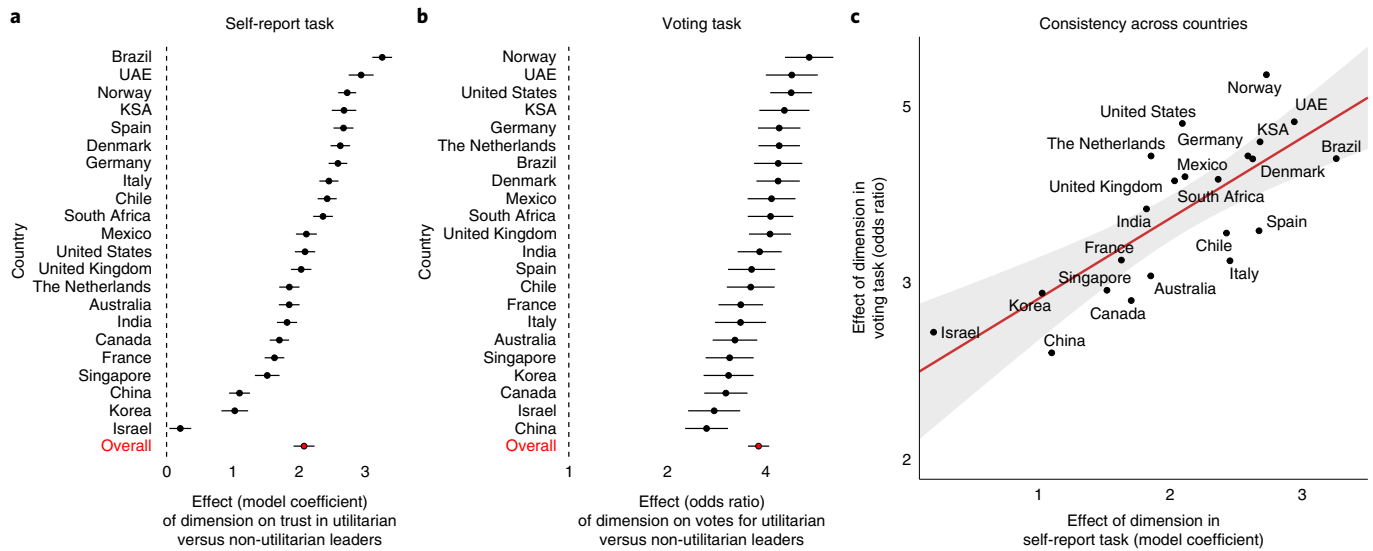 a
Self-report task
Country
Brazil
UAE
Norway
KSA
Spain
Denmark
Germany
Italy
Chile
South Africa
Mexico
United States
United Kingdom
The Netherlands
Australia
India
Canada
France
Singapore
China
Korea
Israel
Overall
0 1 2 3
Effect (model coefficient)
of dimension on trust in utilitarian
versus non-utilitarian leaders
b
Voting task
Country
Norway
UAE
United States
KSA
Germany
The Netherlands
Brazil
Denmark
Mexico
South Africa
United Kingdom
India
Spain
Chile
France
Italy
Australia
Singapore
Korea
Canada
Israel
China
Overall
1 2 4
Effect (odds ratio)
of dimension on votes for utilitarian
versus non-utilitarian leaders
c
Consistency across countries
Effect of dimension in
voting task (odds ratio)
5
3
2
Norway
UAE
United States
KSA
The Netherlands
Germany
Brazil
Mexico
Denmark
United Kingdom
South Africa
India
Spain
Chile
France
Italy
Singapore
Australia
Korea
Canada
Israel
China
1 2 3
Effect of dimension in
self-report task (model coefficient)